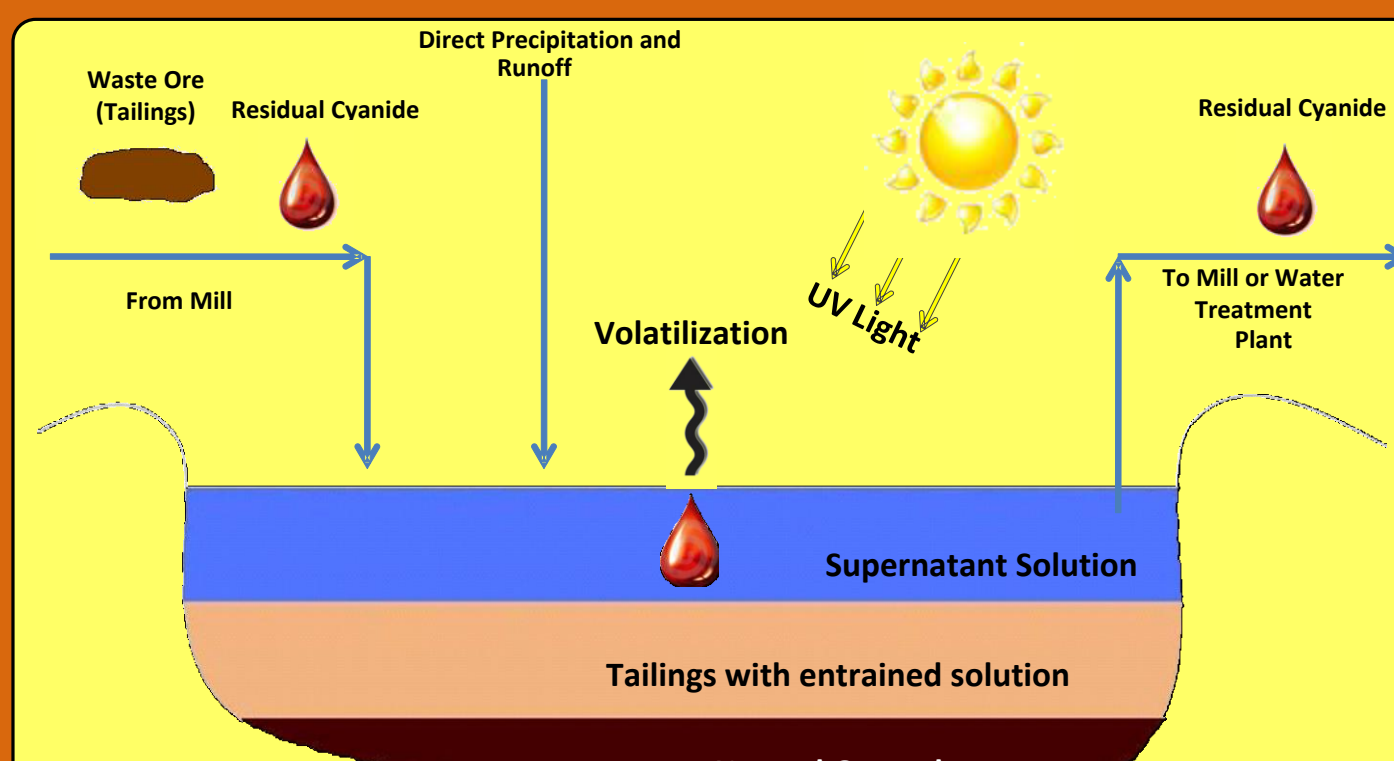 Direct Precipitation and
Runoff
Waste Ore
(Tailings)
Residual Cyanide
Residual Cyanide
From Mill
To Mill or Water
Treatment
Plant
UV Light
Volatilization
Supernatant Solution
Tailings with entrained solution